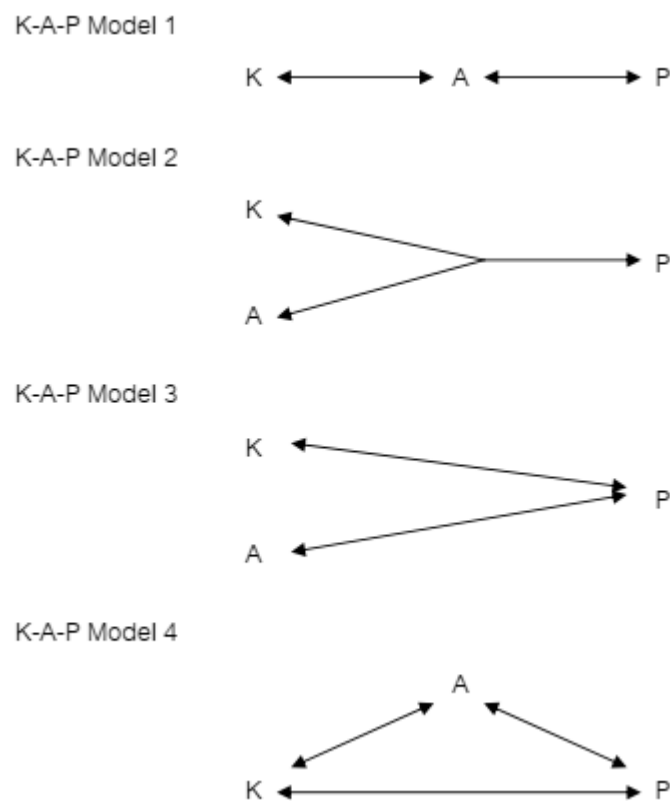 K-A-P Model 1
K A P
K-A-P Model 2
K
P
A
K-A-P Model 3
K
P
A
K-A-P Model 4
A
K P